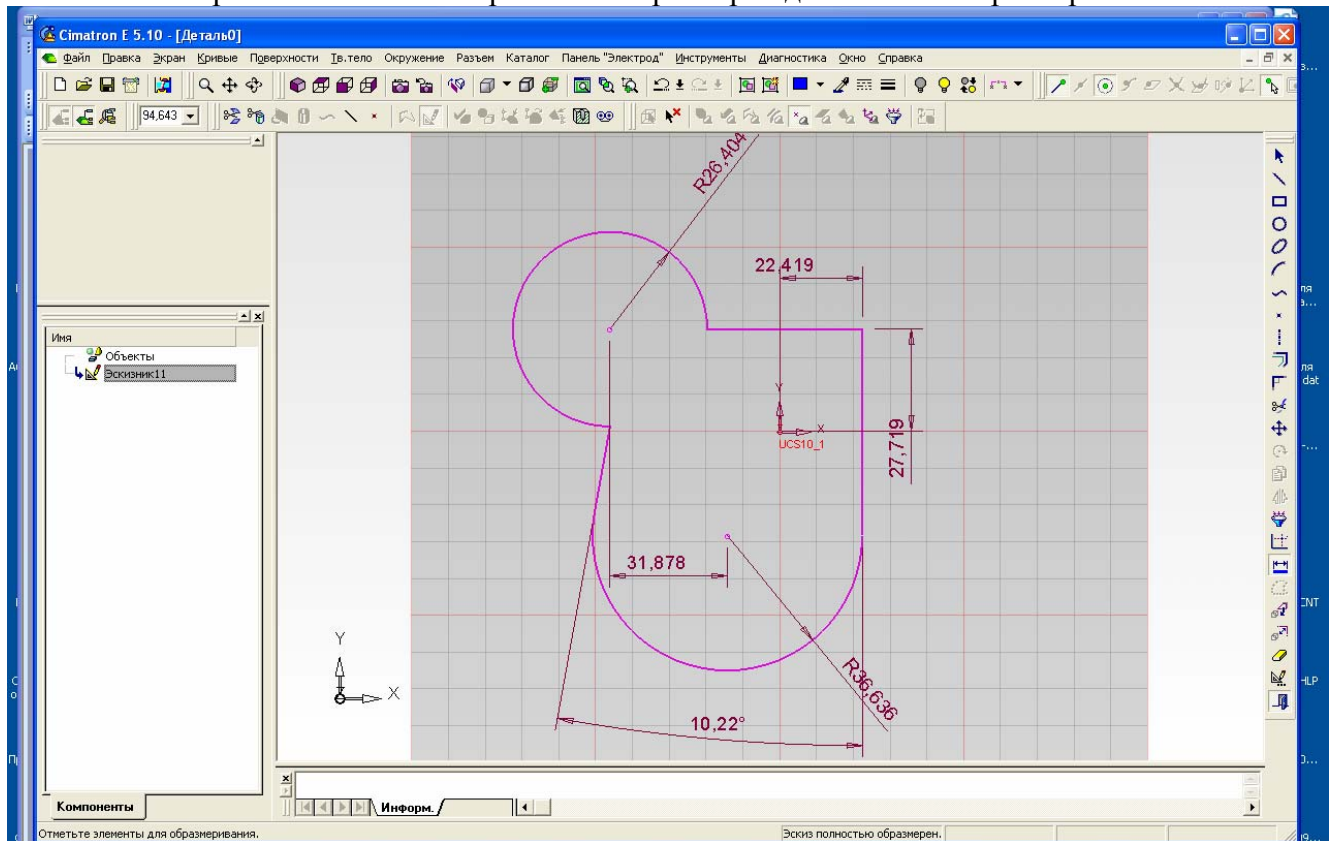 Cimatron E 5.10 - [Деталь0]
Файл Правка Экран Кривые Поверхности Тв.тело Окружение Разъем Каталог Панель "Электрод" Инструменты Диагностика Окно Справка
94,643
R26,404
22,419
Имя
Объекты
Эскизник11
Y
X
UCS10_1
27,719
31,878
Y
X
R36,636
10,22°
Компоненты
Информ.
Отметьте элементы для образмеривания.
Эскиз полностью образмерен.